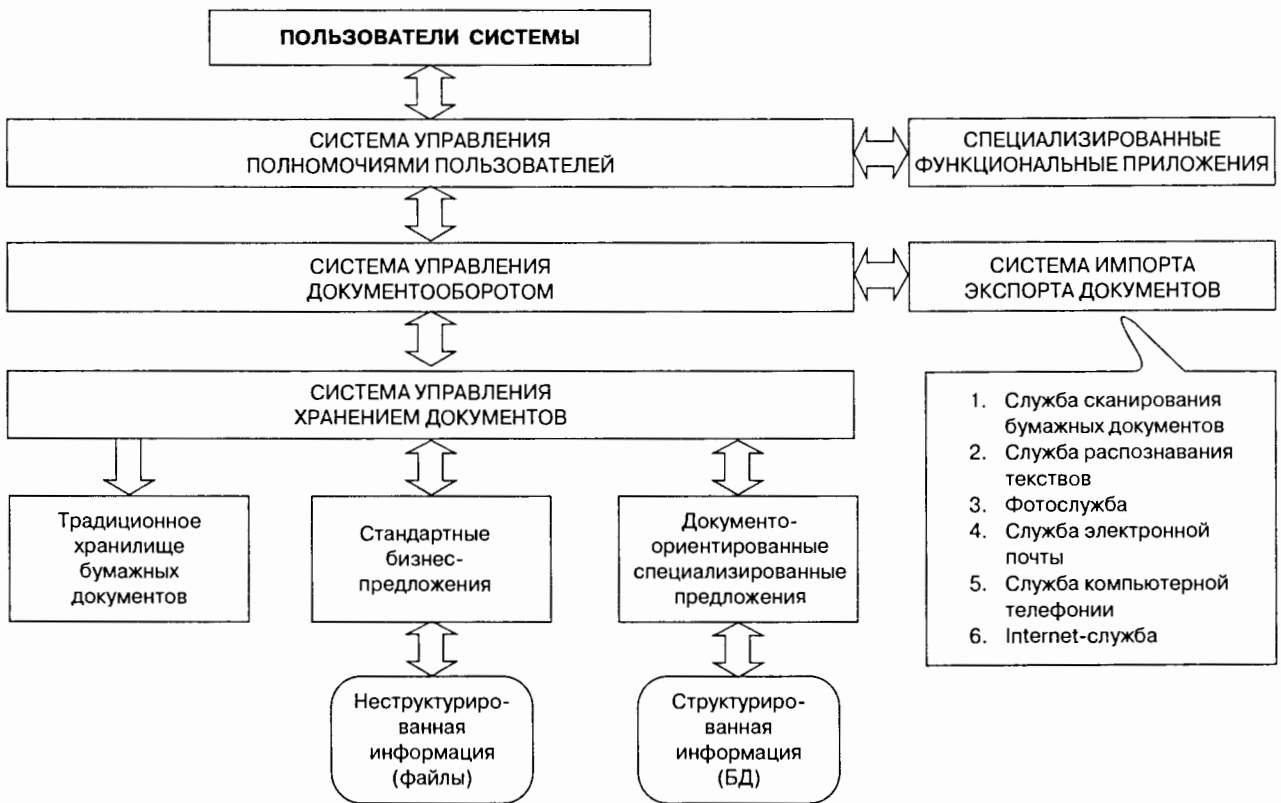 ПОЛЬЗОВАТЕЛИ СИСТЕМЫ
СИСТЕМА УПРАВЛЕНИЯ
ПОЛНОМОЧИЯМИ ПОЛЬЗОВАТЕЛЕЙ
СПЕЦИАЛИЗИРОВАННЫЕ
ФУНКЦИОНАЛЬНЫЕ ПРИЛОЖЕНИЯ
СИСТЕМА УПРАВЛЕНИЯ
ДОКУМЕНТООБОРОТОМ
СИСТЕМА ИМПОРТА
ЭКСПОРТА ДОКУМЕНТОВ
СИСТЕМА УПРАВЛЕНИЯ
ХРАНЕНИЕМ ДОКУМЕНТОВ
1. Служба сканирования
бумажных документов
2. Служба распознавания
текствов
3. Фотослужба
4. Служба электронной
почты
5. Служба компьютерной
телефонии
6. Internet-служба
Традиционное
хранилище
бумажных
документов
Стандартные
бизнес-
предложения
Документо-
ориентированные
специализированные
предложения
Неструктуриро-
ванная
информация
(файлы)
Структуриро-
ванная
информация
(БД)